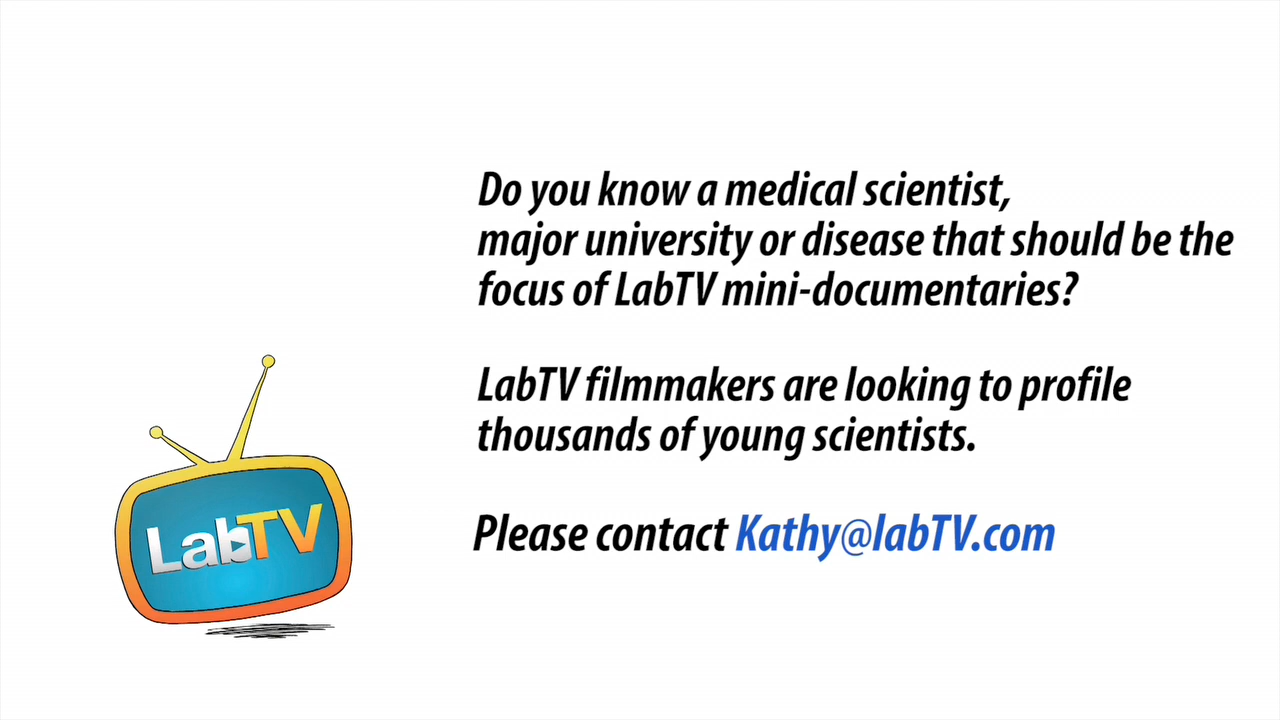 Do you know a medical scientist,
major university or disease that should be the
focus of LabTV mini-documentaries?
LabTV filmmakers are looking to profile
thousands of young scientists.
Please contact Kathy@labTV.com
LabTV